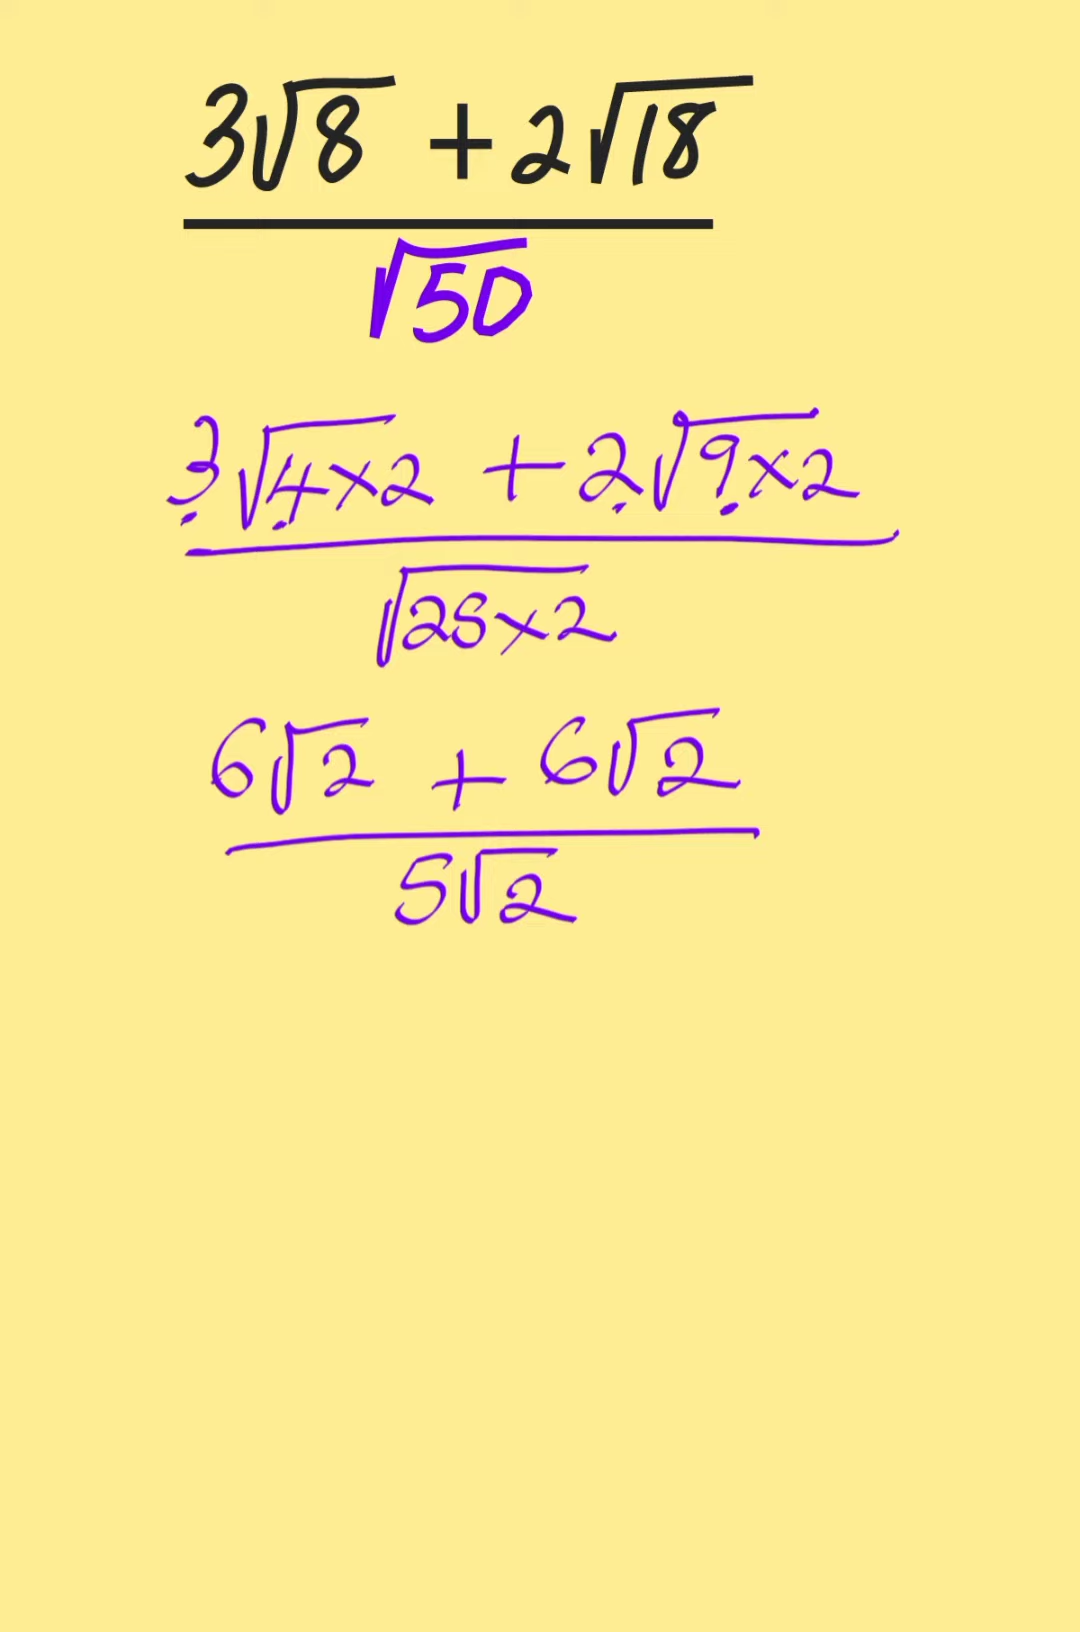 3√8 + 2√18
√50
3√4×2 + 2√9×2
√25×2
6√2 + 6√2
5√2